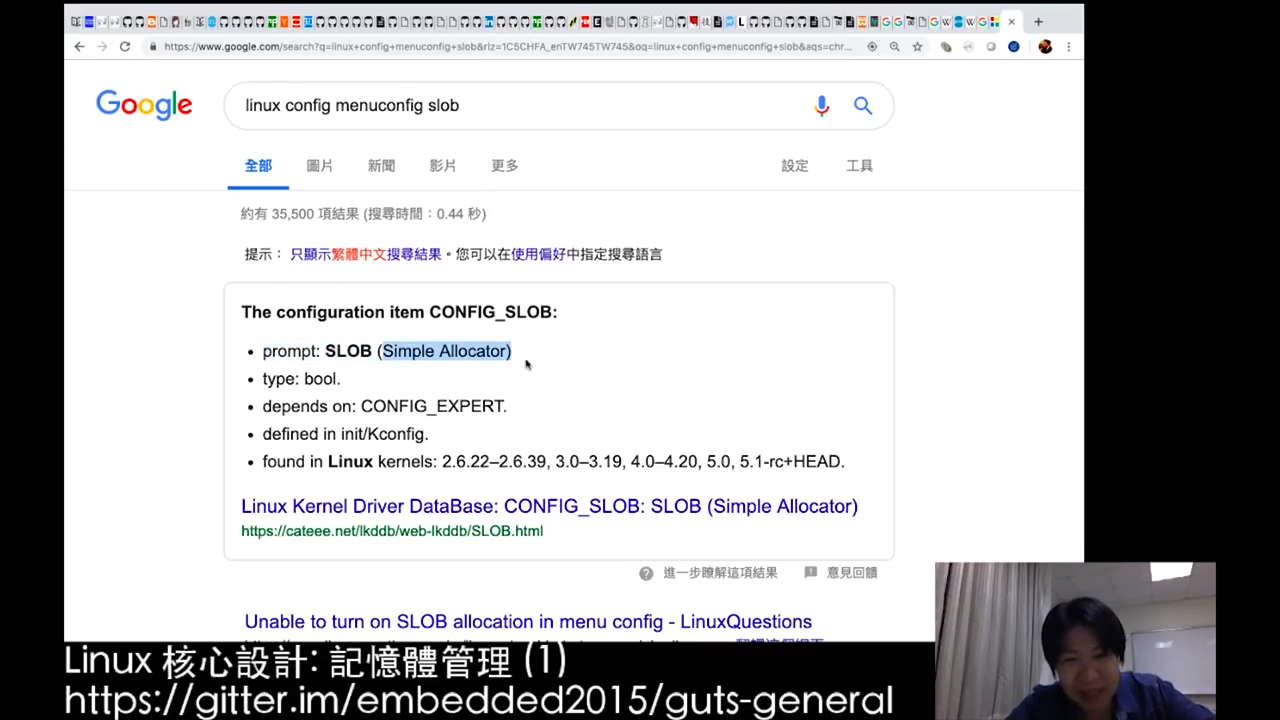 https://www.google.com/search?q=linux+config+menuconfig+slob&rlz=1C5CHFA_enTW745TW745&oq=linux+config+menuconfig+slob&aqs=chr...
Google
linux config menuconfig slob
全部 圖片 新聞 影片 更多 設定 工具
約有 35,500 項結果 (搜尋時間：0.44 秒)
提示： 只顯示繁體中文搜尋結果。您可以在使用偏好中指定搜尋語言
The configuration item CONFIG_SLOB:
• prompt: SLOB (Simple Allocator)
• type: bool.
• depends on: CONFIG_EXPERT.
• defined in init/Kconfig.
• found in Linux kernels: 2.6.22–2.6.39, 3.0–3.19, 4.0–4.20, 5.0, 5.1-rc+HEAD.
Linux Kernel Driver DataBase: CONFIG_SLOB: SLOB (Simple Allocator)
https://cateee.net/lkddb/web-lkddb/SLOB.html
進一步瞭解這項結果 意見回饋
Unable to turn on SLOB allocation in menu config - LinuxQuestions
Linux 核心設計: 記憶體管理 (1)
https://gitter.im/embedded2015/guts-general